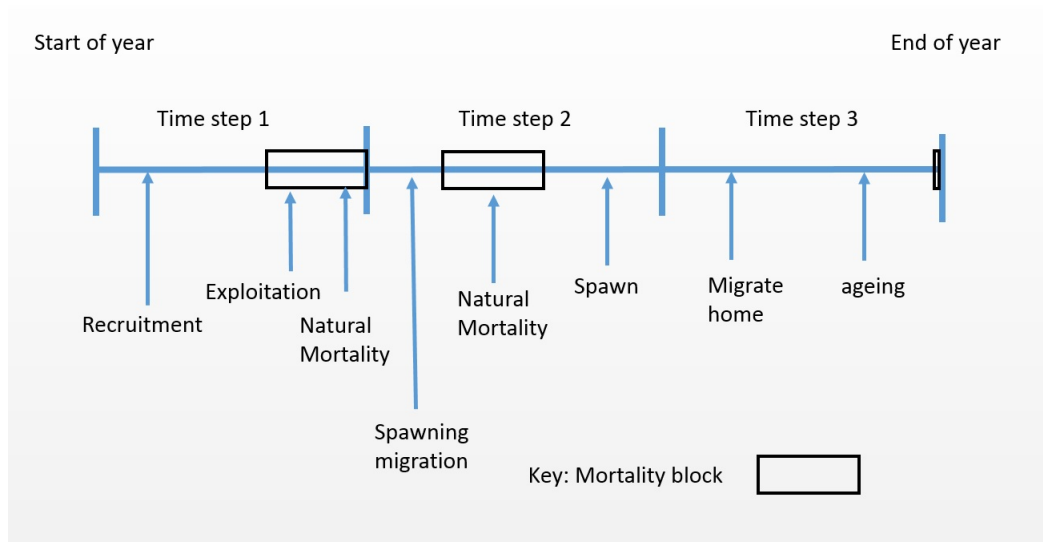 Start of year
End of year
Time step 1
Time step 2
Time step 3
Recruitment
Exploitation
Natural
Mortality
Spawning
migration
Natural
Mortality
Spawn
Migrate
home
ageing
Key: Mortality block